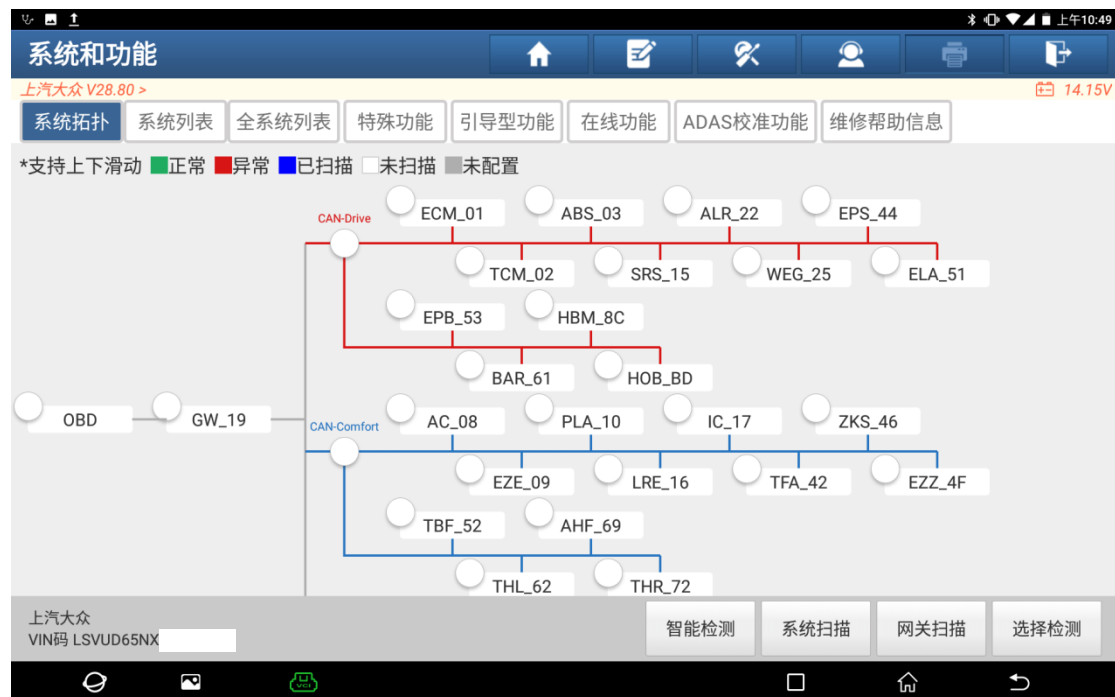 上午10:49
系统和功能
上汽大众 V28.80 >
14.15V
系统拓扑 系统列表 全系统列表 特殊功能 引导型功能 在线功能 ADAS校准功能 维修帮助信息
*支持上下滑动 正常 异常 已扫描 未扫描 未配置
CAN-Drive
ECM_01 ABS_03 ALR_22 EPS_44
TCM_02 SRS_15 WEG_25 ELA_51
EPB_53 HBM_8C
BAR_61 HOB_BD
OBD GW_19
CAN-Comfort
AC_08 PLA_10 IC_17 ZKS_46
EZE_09 LRE_16 TFA_42 EZZ_4F
TBF_52 AHF_69
THL_62 THR_72
上汽大众
VIN码 LSVUD65NX
智能检测 系统扫描 网关扫描 选择检测
VCI